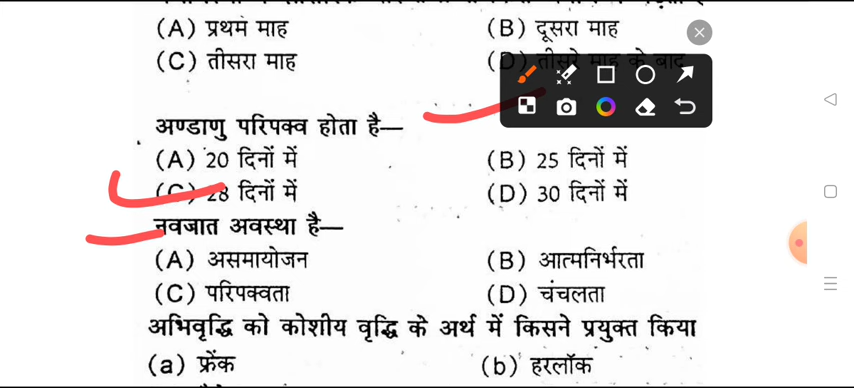 (A) प्रथम माह (B) दूसरा माह
(C) तीसरा माह (D) तीसरे माह के बाद
अण्डाणु परिपक्व होता है—
(A) 20 दिनों में (B) 25 दिनों में
(C) 28 दिनों में (D) 30 दिनों में
नवजात अवस्था है—
(A) असमायोजन (B) आत्मनिर्भरता
(C) परिपक्वता (D) चंचलता
अभिवृद्धि को कोशीय वृद्धि के अर्थ में किसने प्रयुक्त किया
(a) फ्रेंक (b) हरलॉक